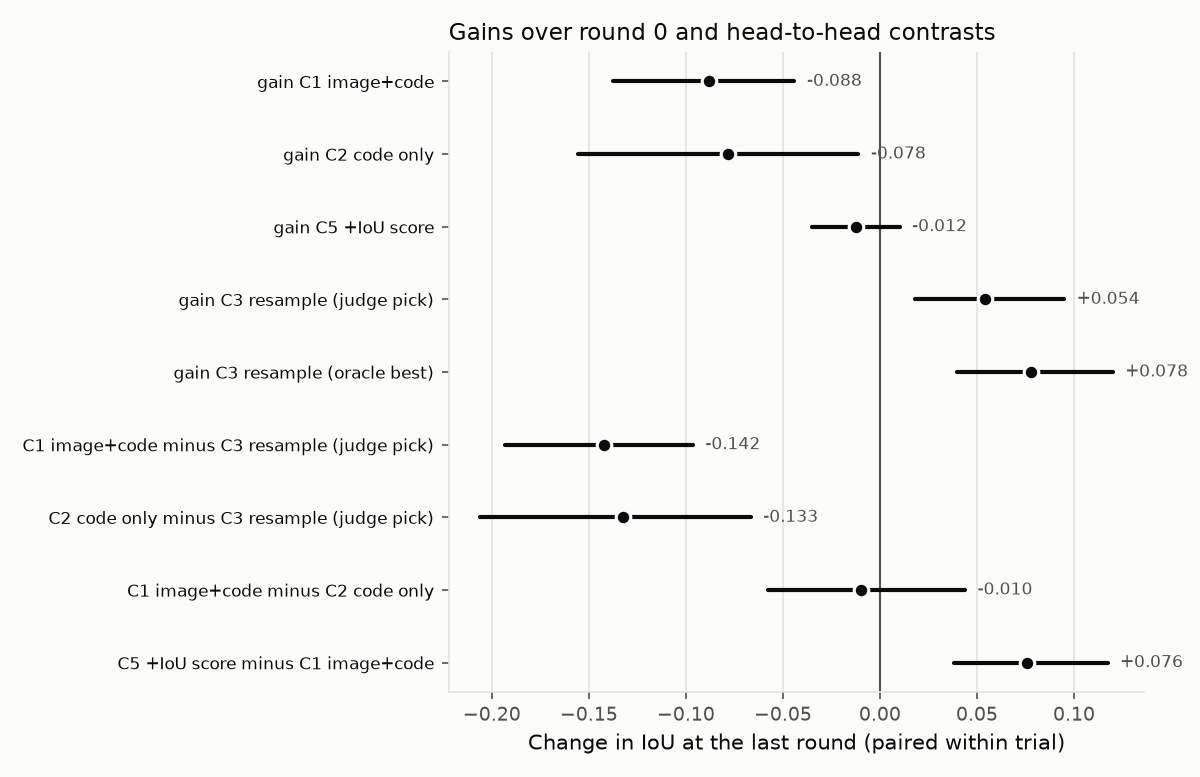 Gains over round 0 and head-to-head contrasts
gain C1 image+code
-0.088
gain C2 code only
-0.078
gain C5 +IoU score
-0.012
gain C3 resample (judge pick)
+0.054
gain C3 resample (oracle best)
+0.078
C1 image+code minus C3 resample (judge pick)
-0.142
C2 code only minus C3 resample (judge pick)
-0.133
C1 image+code minus C2 code only
-0.010
C5 +IoU score minus C1 image+code
+0.076
−0.20 −0.15 −0.10 −0.05 0.00 0.05 0.10
Change in IoU at the last round (paired within trial)